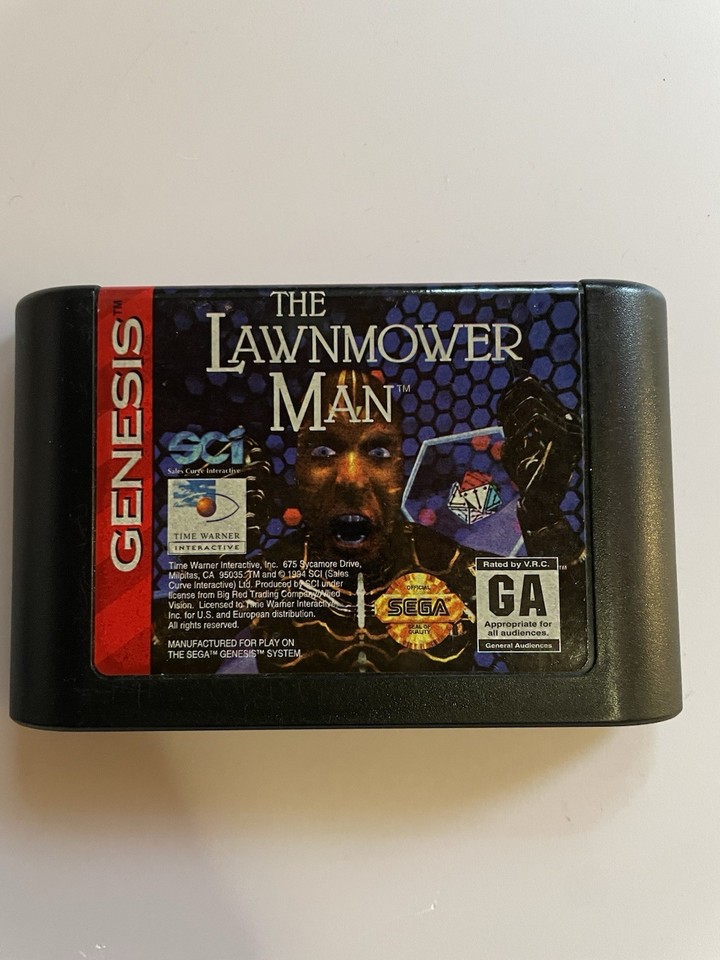 GENESIS™
THE
LAWNMOWER
MAN™
SCi
Sales Curve Interactive
TIME WARNER
INTERACTIVE
Time Warner Interactive, Inc. 675 Sycamore Drive,
Milpitas, CA 95035. TM and © 1994 SCI (Sales
Curve Interactive) Ltd. Produced by SCI under
license from Big Red Trading Company/Allied
Vision. Licensed to Time Warner Interactive
Inc. for U.S. and European distribution.
All rights reserved.
MANUFACTURED FOR PLAY ON
THE SEGA™ GENESIS™ SYSTEM.
OFFICIAL
SEGA
SEAL OF
QUALITY
Rated by V.R.C.
™
GA
Appropriate for
all audiences.
General Audiences